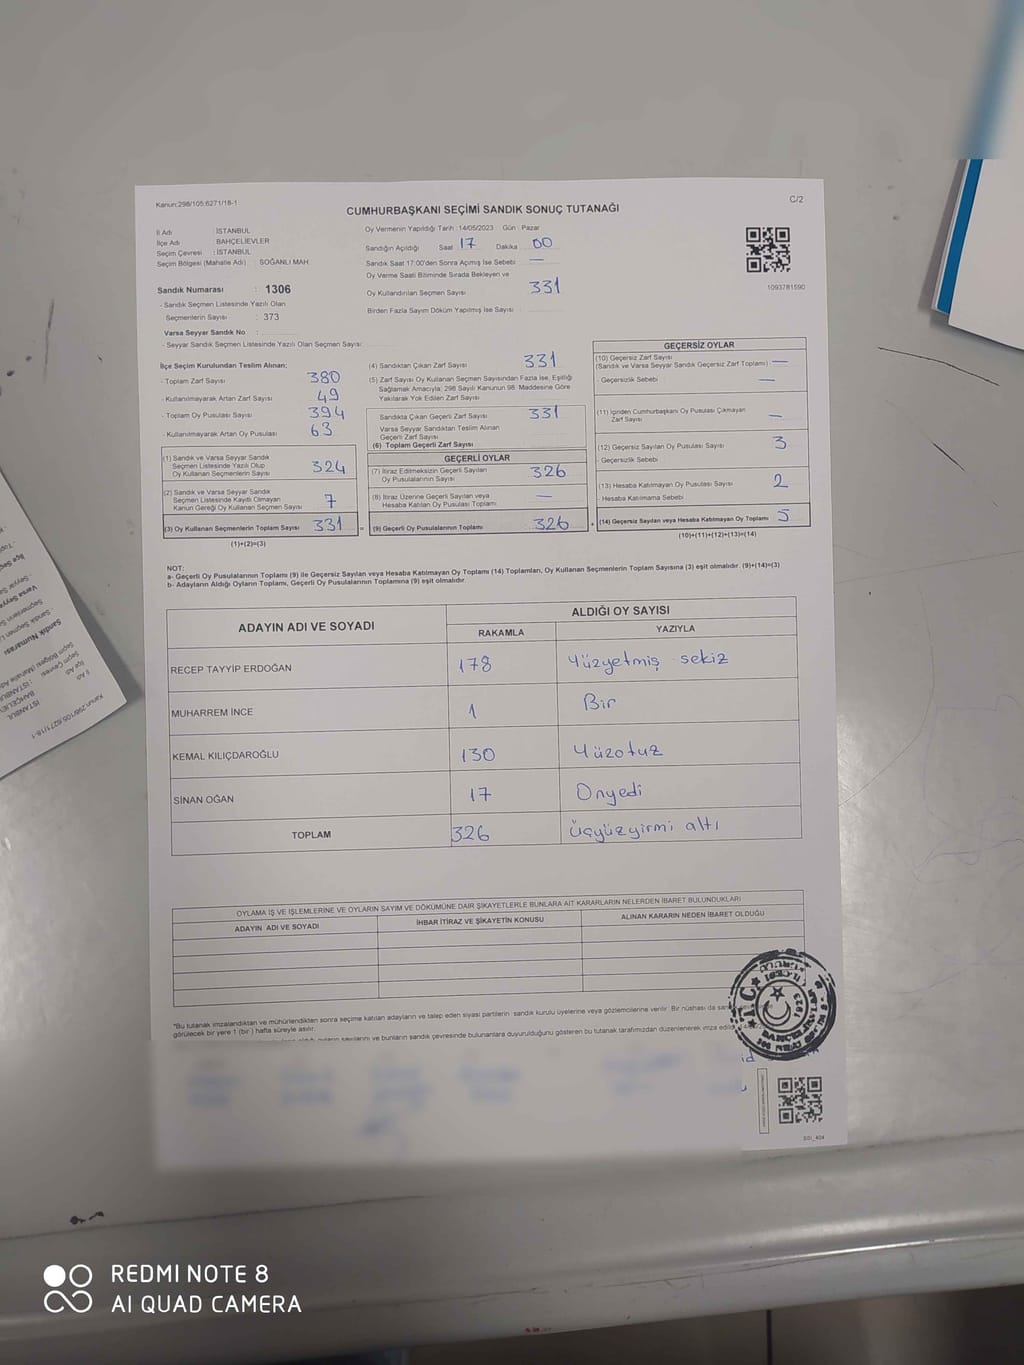 Kanun:298/105;6271/18-1
C/2
CUMHURBAŞKANI SEÇİMİ SANDIK SONUÇ TUTANAĞI
İl Adı : İSTANBUL
İlçe Adı : BAHÇELİEVLER
Seçim Çevresi : İSTANBUL
Seçim Bölgesi (Mahalle Adı) : SOĞANLI MAH.
Sandık Numarası : 1306
- Sandık Seçmen Listesinde Yazılı Olan
Seçmenlerin Sayısı : 373
Varsa Seyyar Sandık No :
- Seyyar Sandık Seçmen Listesinde Yazılı Olan Seçmen Sayısı:
Oy Vermenin Yapıldığı Tarih : 14/05/2023 Gün : Pazar
Sandığın Açıldığı Saat 17 Dakika 00
Sandık Saat 17:00'den Sonra Açılmış İse Sebebi : —
Oy Verme Saati Bitiminde Sırada Bekleyen ve
Oy Kullandırılan Seçmen Sayısı 331
Birden Fazla Sayım Döküm Yapılmış İse Sayısı :
1093781590
İlçe Seçim Kurulundan Teslim Alınan;
- Toplam Zarf Sayısı 380
- Kullanılmayarak Artan Zarf Sayısı 49
- Toplam Oy Pusulası Sayısı 394
- Kullanılmayarak Artan Oy Pusulası 63
(1) Sandık ve Varsa Seyyar Sandık
Seçmen Listesinde Yazılı Olup
Oy Kullanan Seçmenlerin Sayısı 324
(2) Sandık ve Varsa Seyyar Sandık
Seçmen Listesinde Kayıtlı Olmayan
Kanun Gereği Oy Kullanan Seçmen Sayısı 7
(3) Oy Kullanan Seçmenlerin Toplam Sayısı 331 =
(1)+(2)=(3)
(4) Sandıktan Çıkan Zarf Sayısı 331
(5) Zarf Sayısı Oy Kullanan Seçmen Sayısından Fazla İse, Eşitliği
Sağlamak Amacıyla; 298 Sayılı Kanunun 98. Maddesine Göre
Yakılarak Yok Edilen Zarf Sayısı
Sandıkta Çıkan Geçerli Zarf Sayısı 331
Varsa Seyyar Sandıktan Teslim Alınan
Geçerli Zarf Sayısı
(6) Toplam Geçerli Zarf Sayısı
GEÇERLİ OYLAR
(7) İtiraz Edilmeksizin Geçerli Sayılan
Oy Pusulalarının Sayısı 326
(8) İtiraz Üzerine Geçerli Sayılan veya
Hesaba Katılan Oy Pusulası Toplamı —
(9) Geçerli Oy Pusulalarının Toplamı 326 +
GEÇERSİZ OYLAR
(10) Geçersiz Zarf Sayısı
(Sandık ve Varsa Seyyar Sandık Geçersiz Zarf Toplamı) —
- Geçersizlik Sebebi —
(11) İçinden Cumhurbaşkanı Oy Pusulası Çıkmayan
Zarf Sayısı —
(12) Geçersiz Sayılan Oy Pusulası Sayısı 3
- Geçersizlik Sebebi
(13) Hesaba Katılmayan Oy Pusulası Sayısı 2
- Hesaba Katılmama Sebebi
(14) Geçersiz Sayılan veya Hesaba Katılmayan Oy Toplamı 5
(10)+(11)+(12)+(13)=(14)
NOT:
a- Geçerli Oy Pusulalarının Toplamı (9) ile Geçersiz Sayılan veya Hesaba Katılmayan Oy Toplamı (14) Toplamları, Oy Kullanan Seçmenlerin Toplam Sayısına (3) eşit olmalıdır. (9)+(14)=(3)
b- Adayların Aldığı Oyların Toplamı, Geçerli Oy Pusulalarının Toplamına (9) eşit olmalıdır.
ADAYIN ADI VE SOYADI
ALDIĞI OY SAYISI
RAKAMLA YAZIYLA
RECEP TAYYİP ERDOĞAN 178 Yüzyetmiş sekiz
MUHARREM İNCE 1 Bir
KEMAL KILIÇDAROĞLU 130 Yüzotuz
SİNAN OĞAN 17 Onyedi
TOPLAM 326 üçyüzyirmi altı
OYLAMA İŞ VE İŞLEMLERİNE VE OYLARIN SAYIM VE DÖKÜMÜNE DAİR ŞİKAYETLERLE BUNLARA AİT KARARLARIN NELERDEN İBARET BULUNDUKLARI
ADAYIN ADI VE SOYADI İHBAR İTİRAZ VE ŞİKAYETİN KONUSU ALINAN KARARIN NEDEN İBARET OLDUĞU
*Bu tutanak imzalandıktan ve mühürlendikten sonra seçime katılan adayların ve talep eden siyasi partilerin sandık kurulu üyelerine veya gözlemcilerine verilir. Bir nüshası da
görülecek bir yere 1 (bir) hafta süreyle asılır.
sayılarını ve bunların sandık çevresinde bulunanlara duyurulduğunu gösteren bu tutanak tarafımızdan düzenlenerek imza
T.C.
1923
REDMI NOTE 8
AI QUAD CAMERA